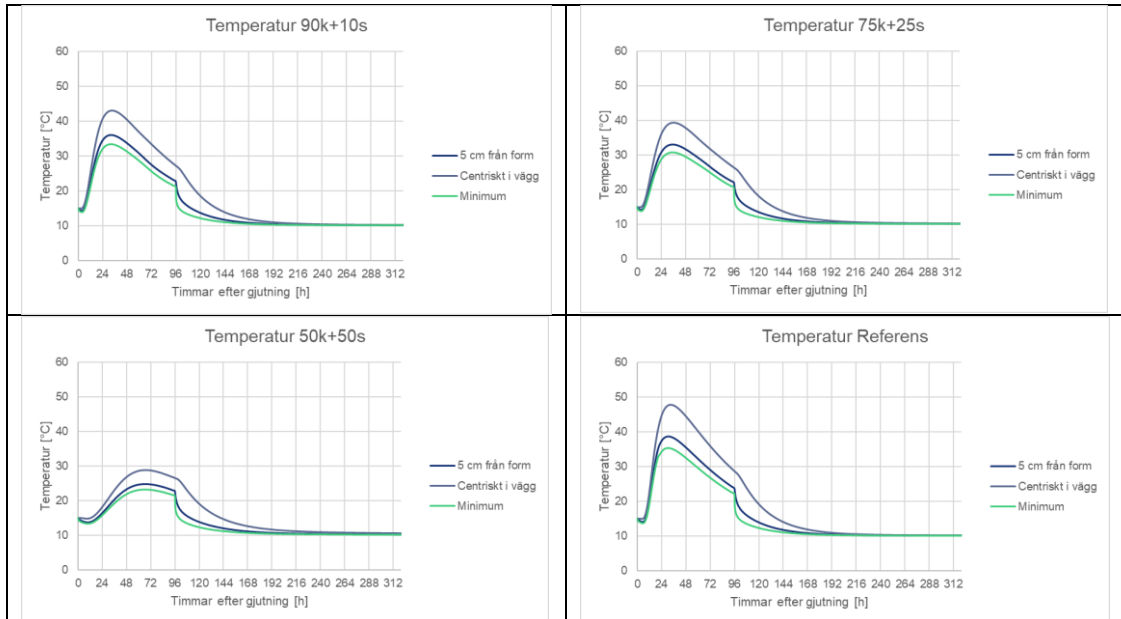 Temperatur 90k+10s
60
50
40
30
20
10
0
Temperatur [°C]
0 24 48 72 96 120 144 168 192 216 240 264 288 312
Timmar efter gjutning [h]
5 cm från form
Centriskt i vägg
Minimum
Temperatur 75k+25s
60
50
40
30
20
10
0
Temperatur [°C]
0 24 48 72 96 120 144 168 192 216 240 264 288 312
Timmar efter gjutning [h]
5 cm från form
Centriskt i vägg
Minimum
Temperatur 50k+50s
60
50
40
30
20
10
0
Temperatur [°C]
0 24 48 72 96 120 144 168 192 216 240 264 288 312
Timmar efter gjutning [h]
5 cm från form
Centriskt i vägg
Minimum
Temperatur Referens
60
50
40
30
20
10
0
Temperatur [°C]
0 24 48 72 96 120 144 168 192 216 240 264 288 312
Timmar efter gjutning [h]
5 cm från form
Centriskt i vägg
Minimum